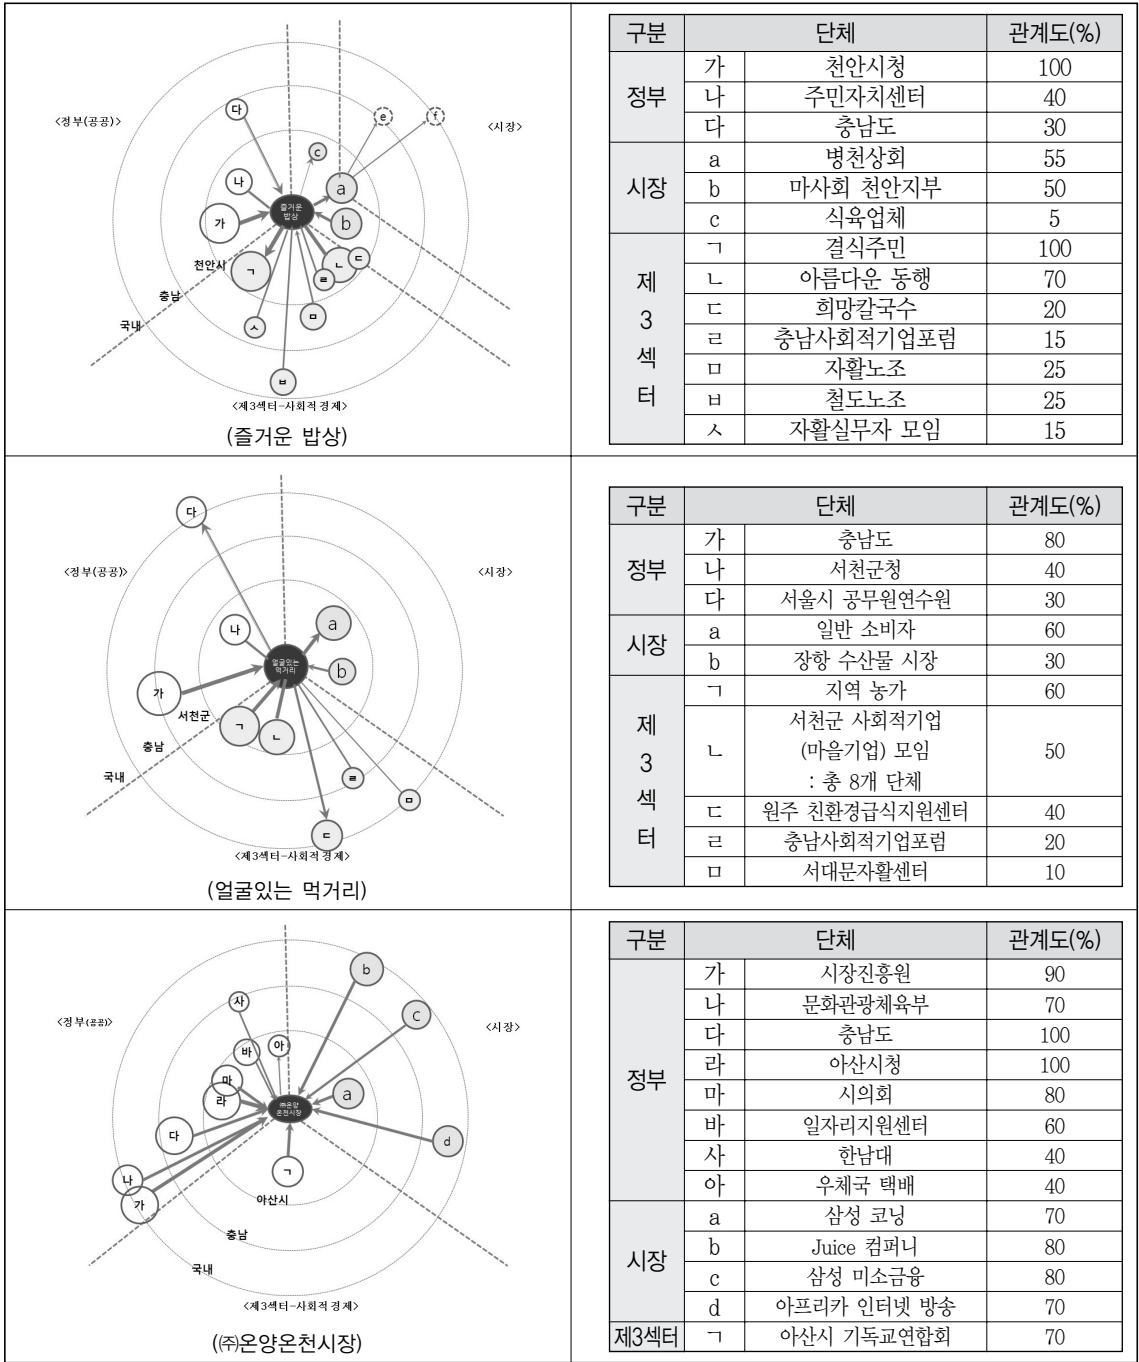 <정부(공공)>
<시장>
다
e
f
c
나
a
즐거운
밥상
가
b
ㄱ
ㄴ
ㄷ
ㄹ
천안시
충남
ㅁ
국내
ㅅ
ㅂ
<제3섹터-사회적 경제>
(즐거운 밥상)
구분 단체 관계도(%)
정부
가 천안시청 100
나 주민자치센터 40
다 충남도 30
시장
a 병천상회 55
b 마사회 천안지부 50
c 식육업체 5
제3섹터
ㄱ 결식주민 100
ㄴ 아름다운 동행 70
ㄷ 희망칼국수 20
ㄹ 충남사회적기업포럼 15
ㅁ 자활노조 25
ㅂ 철도노조 25
ㅅ 자활실무자 모임 15
다
<정부(공공)>
<시장>
나
a
얼굴있는
먹거리
b
가
서천군
ㄱ
ㄴ
충남
국내
ㄹ
ㅁ
ㄷ
<제3섹터-사회적 경제>
(얼굴있는 먹거리)
구분 단체 관계도(%)
정부
가 충남도 80
나 서천군청 40
다 서울시 공무원연수원 30
시장
a 일반 소비자 60
b 장항 수산물 시장 30
제3섹터
ㄱ 지역 농가 60
ㄴ 서천군 사회적기업
(마을기업) 모임
: 총 8개 단체 50
ㄷ 원주 친환경급식지원센터 40
ㄹ 충남사회적기업포럼 20
ㅁ 서대문자활센터 10
<정부(공공)>
<시장>
b
사
c
아
바
마
라
a
㈜온양
온천시장
다
d
나
가
ㄱ
아산시
충남
국내
<제3섹터-사회적 경제>
(㈜온양온천시장)
구분 단체 관계도(%)
정부
가 시장진흥원 90
나 문화관광체육부 70
다 충남도 100
라 아산시청 100
마 시의회 80
바 일자리지원센터 60
사 한남대 40
아 우체국 택배 40
시장
a 삼성 코닝 70
b Juice 컴퍼니 80
c 삼성 미소금융 80
d 아프리카 인터넷 방송 70
제3섹터 ㄱ 아산시 기독교연합회 70